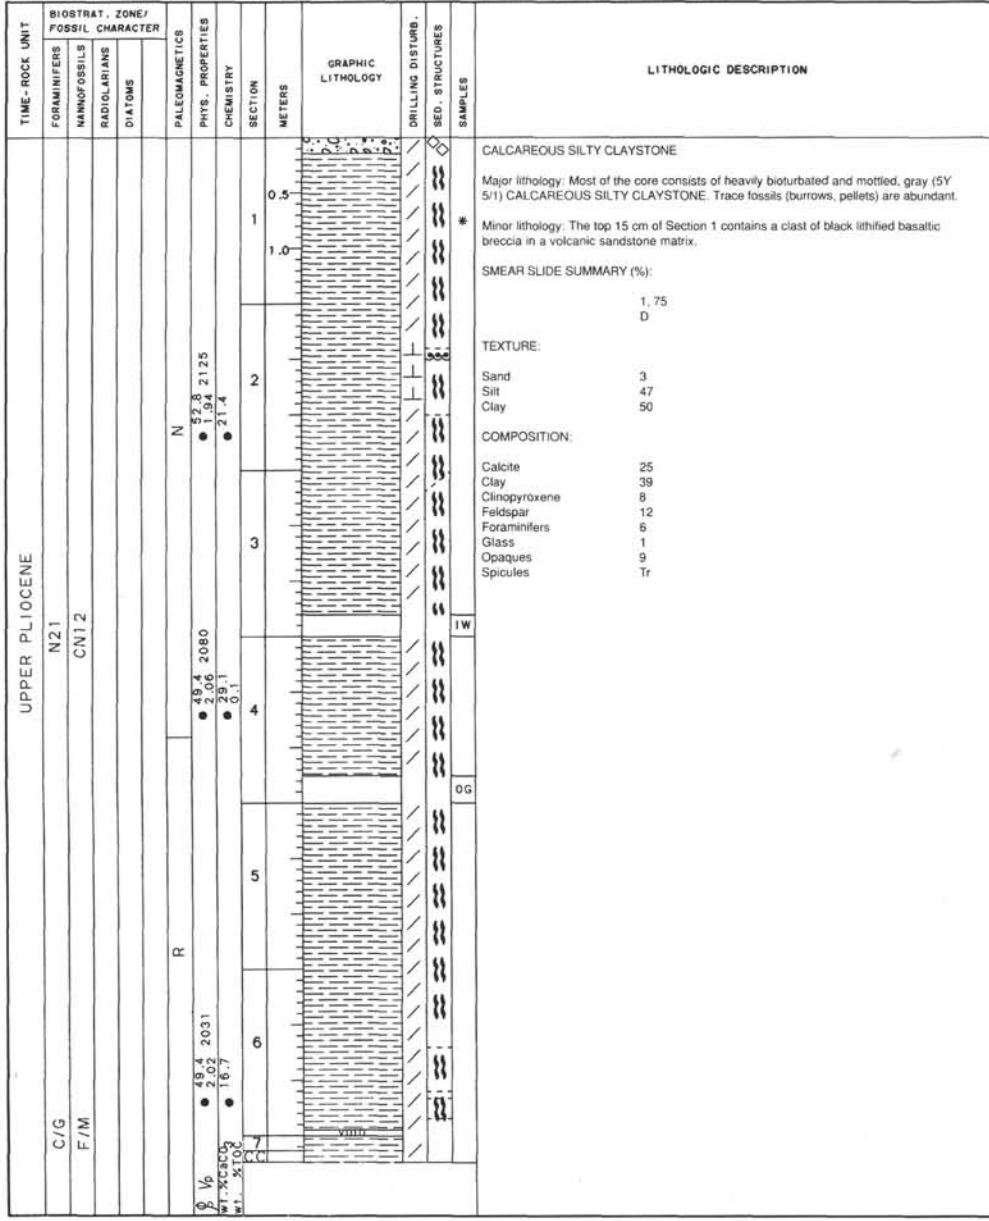 TIME-ROCK UNIT
BIOSTRAT. ZONE/
FOSSIL CHARACTER
FORAMINIFERS
NANNOFOSSILS
RADIOLARIANS
DIATOMS
PALEOMAGNETICS
PHYS. PROPERTIES
CHEMISTRY
SECTION
METERS
GRAPHIC
LITHOLOGY
DRILLING DISTURB.
SED. STRUCTURES
SAMPLES
LITHOLOGIC DESCRIPTION
UPPER PLIOCENE
N21
C/G
CN12
F/M
N
R
52.8 2125
1.94
49.4 2080
2.06
49.4 2031
2.02
φ Vp
ρ
21.4
29.1
0.1
16.7
wt.%CaCO3
wt. %TOC
1
2
3
4
5
6
7
CC
0.5
1.0
VOID
*
IW
OG
CALCAREOUS SILTY CLAYSTONE
Major lithology: Most of the core consists of heavily bioturbated and mottled, gray (5Y
5/1) CALCAREOUS SILTY CLAYSTONE. Trace fossils (burrows, pellets) are abundant.
Minor lithology: The top 15 cm of Section 1 contains a clast of black lithified basaltic
breccia in a volcanic sandstone matrix.
SMEAR SLIDE SUMMARY (%):
1, 75
D
TEXTURE:
Sand 3
Silt 47
Clay 50
COMPOSITION:
Calcite 25
Clay 39
Clinopyroxene 8
Feldspar 12
Foraminifers 6
Glass 1
Opaques 9
Spicules Tr